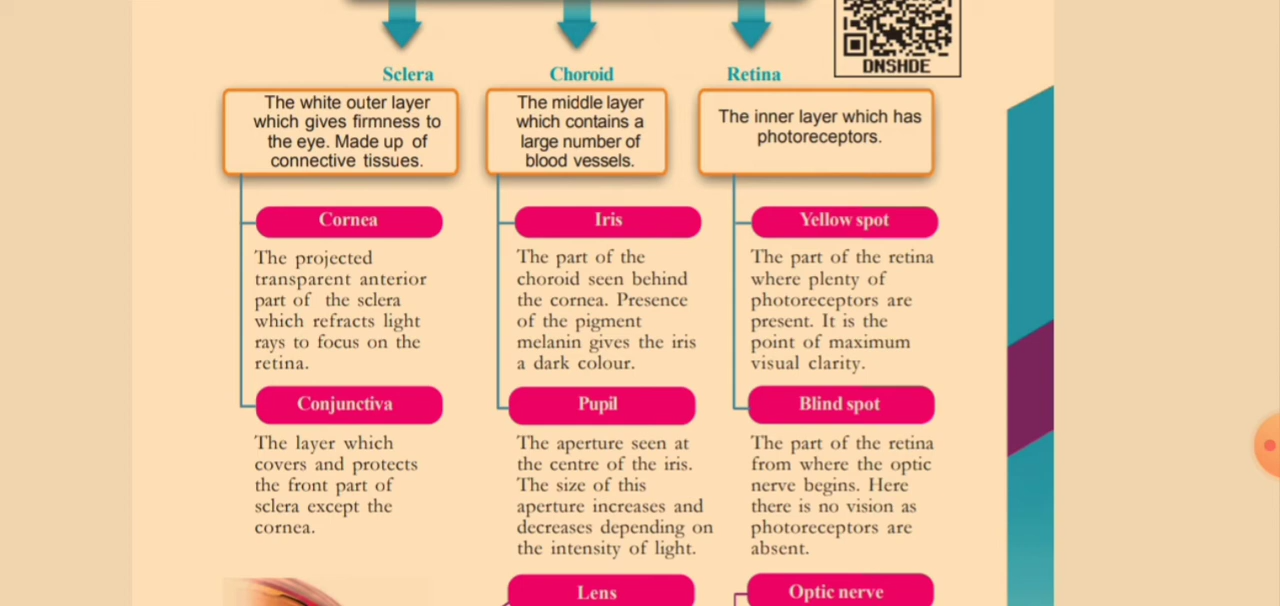 DNSHDE
Sclera
The white outer layer
which gives firmness to
the eye. Made up of
connective tissues.
Cornea
The projected
transparent anterior
part of the sclera
which refracts light
rays to focus on the
retina.
Conjunctiva
The layer which
covers and protects
the front part of
sclera except the
cornea.
Choroid
The middle layer
which contains a
large number of
blood vessels.
Iris
The part of the
choroid seen behind
the cornea. Presence
of the pigment
melanin gives the iris
a dark colour.
Pupil
The aperture seen at
the centre of the iris.
The size of this
aperture increases and
decreases depending on
the intensity of light.
Lens
Retina
The inner layer which has
photoreceptors.
Yellow spot
The part of the retina
where plenty of
photoreceptors are
present. It is the
point of maximum
visual clarity.
Blind spot
The part of the retina
from where the optic
nerve begins. Here
there is no vision as
photoreceptors are
absent.
Optic nerve